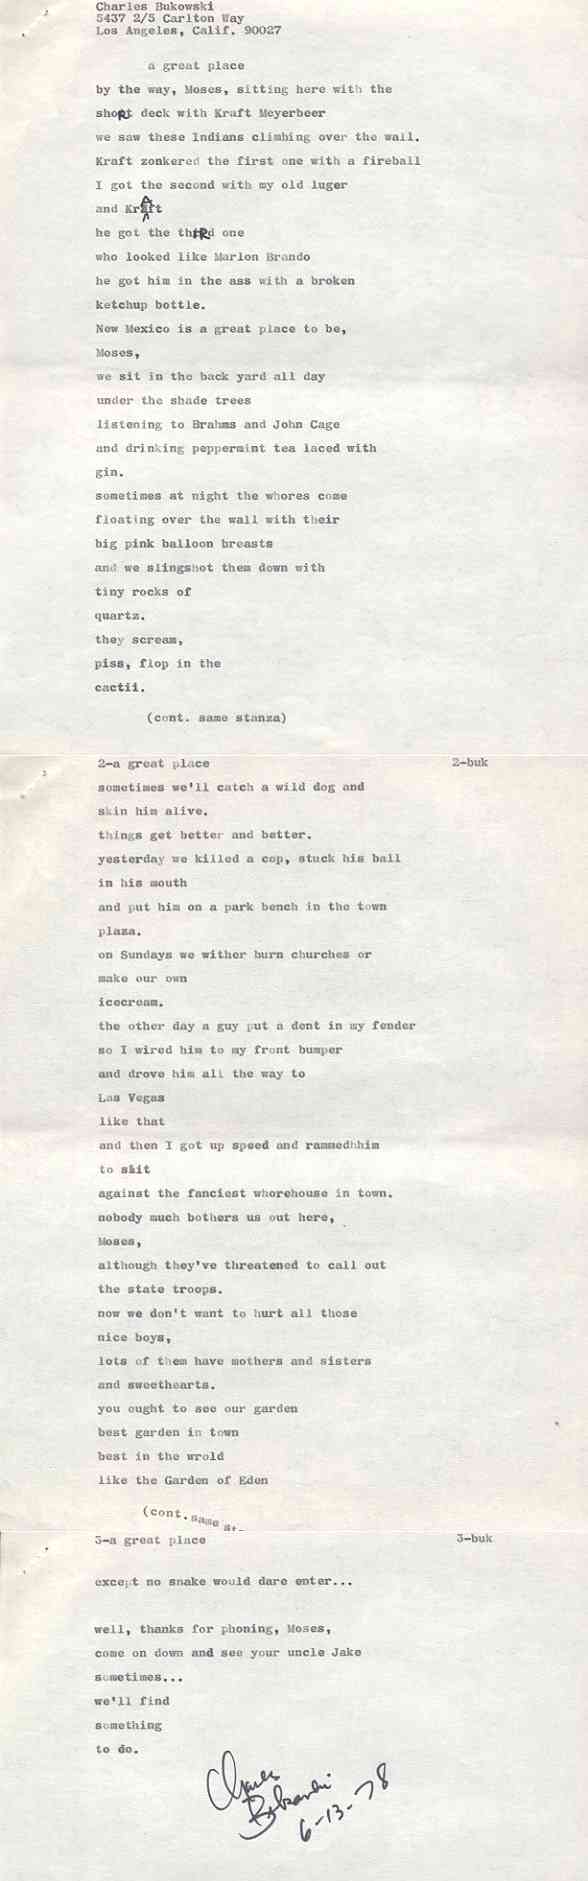 Charles Bukowski
5437 2/5 Carlton Way
Los Angeles, Calif. 90027
a great place
by the way, Moses, sitting here with the
short deck with Kraft Meyerbeer
we saw these Indians climbing over the wall.
Kraft zonkered the first one with a fireball
I got the second with my old luger
and Kraft
he got the third one
who looked like Marlon Brando
he got him in the ass with a broken
ketchup bottle.
New Mexico is a great place to be,
Moses,
we sit in the back yard all day
under the shade trees
listening to Brahms and John Cage
and drinking peppermint tea laced with
gin.
sometimes at night the whores come
floating over the wall with their
big pink balloon breasts
and we slingshot them down with
tiny rocks of
quartz.
they scream,
piss, flop in the
cactii.
(cont. same stanza)
2-a great place 2-buk
sometimes we'll catch a wild dog and
skin him alive.
things get better and better.
yesterday we killed a cop, stuck his ball
in his mouth
and put him on a park bench in the town
plaza.
on Sundays we wither burn churches or
make our own
icecream.
the other day a guy put a dent in my fender
so I wired him to my front bumper
and drove him all the way to
Las Vegas
like that
and then I got up speed and rammedhhim
to shit
against the fanciest whorehouse in town.
nobody much bothers us out here,
Moses,
although they've threatened to call out
the state troops.
now we don't want to hurt all those
nice boys,
lots of them have mothers and sisters
and sweethearts.
you ought to see our garden
best garden in town
best in the wrold
like the Garden of Eden
(cont. same s
3-a great place 3-buk
except no snake would dare enter...
well, thanks for phoning, Moses,
come on down and see your uncle Jake
sometimes...
we'll find
something
to do.
Charles
Bukowski
6-13-78